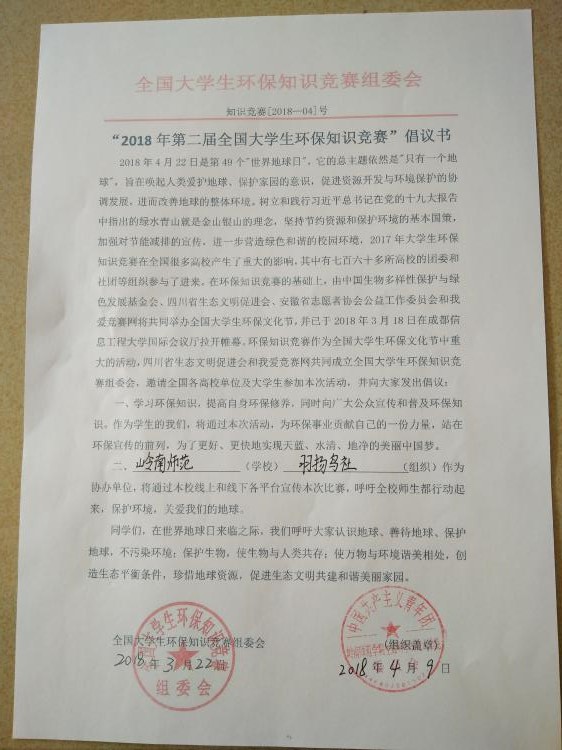 全国大学生环保知识竞赛组委会
知识竞赛[2018—04]号
“2018 年第二届全国大学生环保知识竞赛”倡议书
2018 年 4 月 22 日是第 49 个"世界地球日"，它的总主题依然是"只有一个地
球"，旨在唤起人类爱护地球、保护家园的意识，促进资源开发与环境保护的协
调发展，进而改善地球的整体环境。树立和践行习近平总书记在党的十九大报告
中指出的绿水青山就是金山银山的理念，坚持节约资源和保护环境的基本国策，
加强对节能减排的宣传，进一步营造绿色和谐的校园环境，2017 年大学生环保
知识竞赛在全国很多高校产生了重大的影响，其中有七百六十多所高校的团委和
社团等组织参与了进来。在环保知识竞赛的基础上，由中国生物多样性保护与绿
色发展基金会、四川省生态文明促进会、安徽省志愿者协会公益工作委员会和我
爱竞赛网将共同举办全国大学生环保文化节，并已于 2018 年 3 月 18 日在成都信
息工程大学国际会议厅拉开帷幕，环保知识竞赛作为全国大学生环保文化节中重
大的活动，四川省生态文明促进会和我爱竞赛网共同成立全国大学生环保知识竞
赛组委会，邀请全国各高校单位及大学生参加本次活动，并向大家发出倡议：
一、学习环保知识，提高自身环保修养，同时向广大公众宣传和普及环保知
识。作为学生的我们，将通过本次活动，为环保事业贡献自己的一份力量，站在
环保宣传的前列，为了更好、更快地实现天蓝、水清、地净的美丽中国梦。
二、岭南师范（学校）羽扬鸟社（组织）作为
协办单位，将通过本校线上和线下各平台宣传本次比赛，呼吁全校师生都行动起
来，保护环境，关爱我们的地球。
同学们，在世界地球日来临之际，我们呼吁大家认识地球、善待地球、保护
地球，不污染环境；保护生物，使生物与人类共存；使万物与环境谐美相处，创
造生态平衡条件，珍惜地球资源，促进生态文明共建和谐美丽家园。
全国大学生环保知识竞赛组委会
（组织盖章）
2018 年 3 月 22 日
2018 年 4 月 9 日
全国大学生环保知识竞赛
组委会
中国共产主义青年团